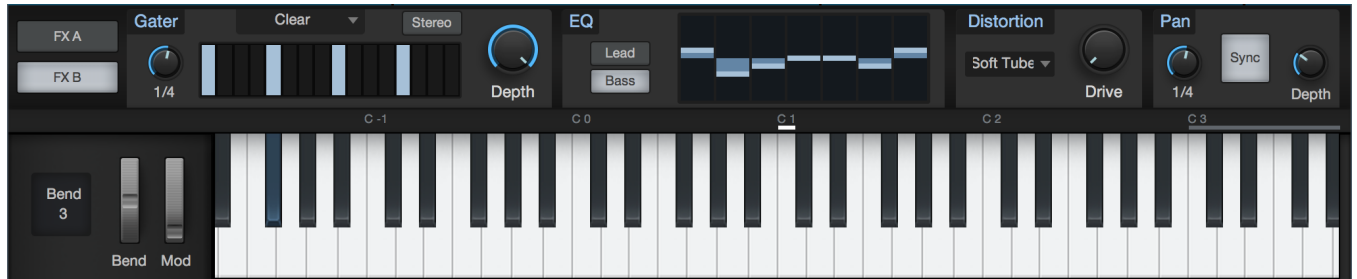 FX A
FX B
Gater
Clear
Stereo
1/4
Depth
EQ
Lead
Bass
Distortion
Soft Tube
Drive
Pan
Sync
1/4
Depth
C -1
C 0
C 1
C 2
C 3
Bend
3
Bend
Mod